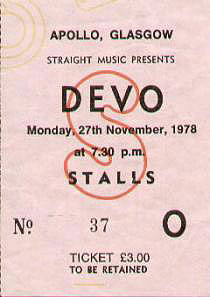 APOLLO, GLASGOW
STRAIGHT MUSIC PRESENTS
DEVO
Monday, 27th November, 1978
at 7.30 p.m.
S
STALLS
No 37 O
TICKET £3.00
TO BE RETAINED